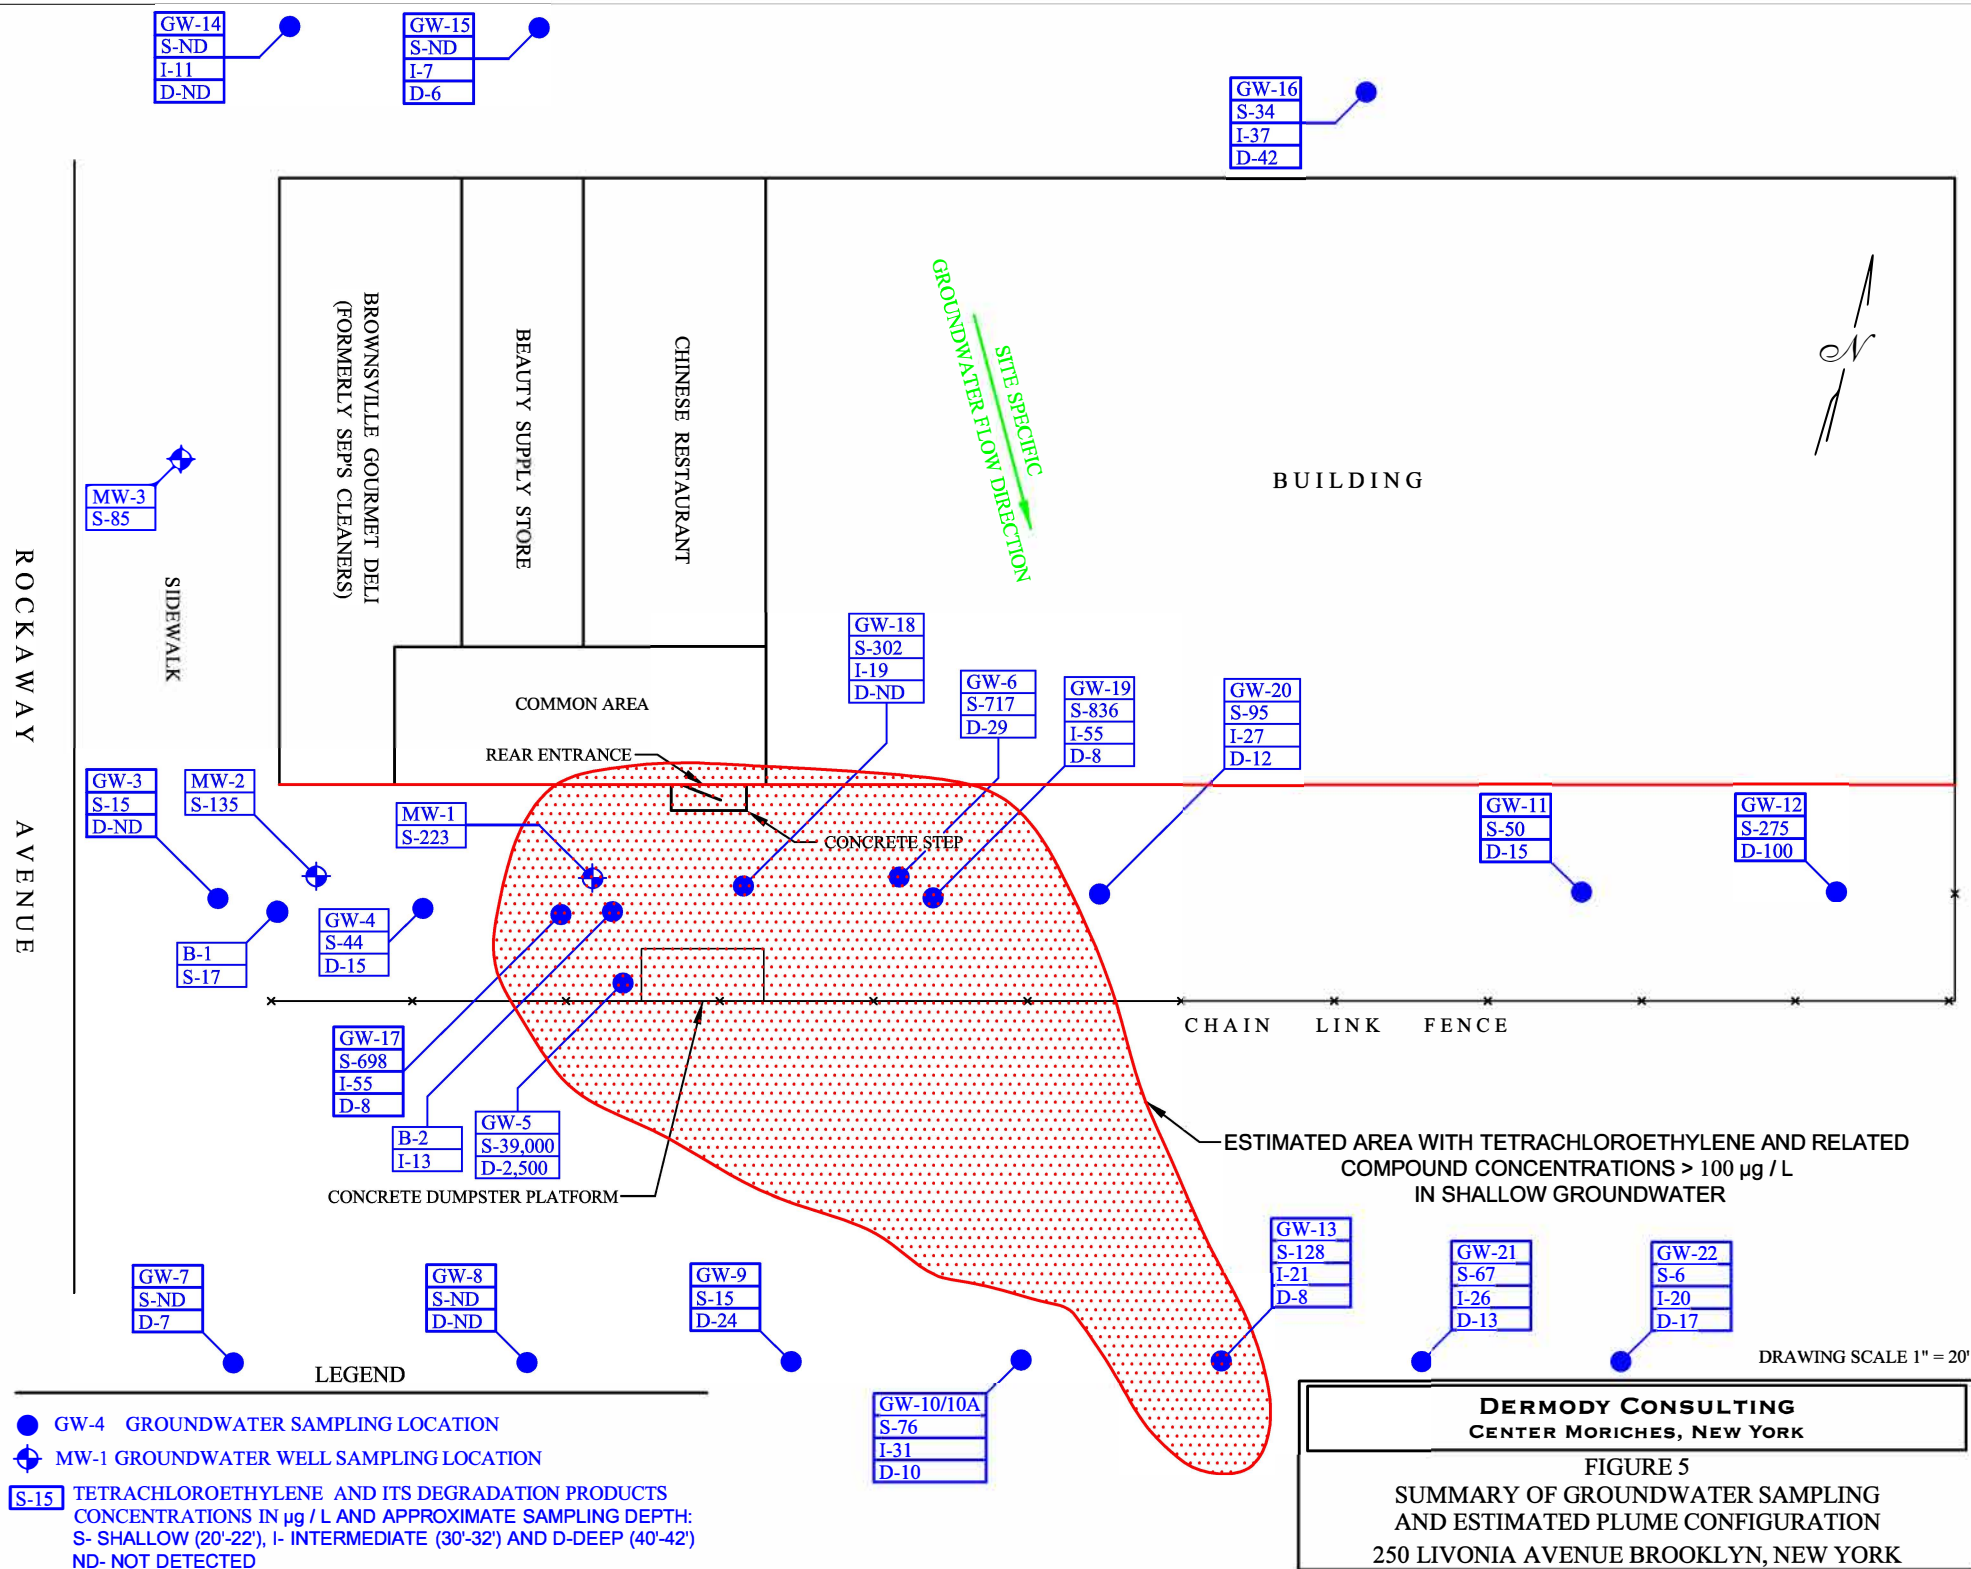 GW-14
S-ND
I-11
D-ND
GW-15
S-ND
I-7
D-6
GW-16
S-34
I-37
D-42
BROWNSVILLE GOURMET DELI
(FORMERLY SEP'S CLEANERS)
BEAUTY SUPPLY STORE
CHINESE RESTAURANT
SITE SPECIFIC
GROUNDWATER FLOW DIRECTION
BUILDING
N
MW-3
S-85
SIDEWALK
ROCKAWAY AVENUE
COMMON AREA
REAR ENTRANCE
GW-18
S-302
I-19
D-ND
GW-6
S-717
D-29
GW-19
S-836
I-55
D-8
GW-20
S-95
I-27
D-12
GW-3
S-15
D-ND
MW-2
S-135
MW-1
S-223
CONCRETE STEP
GW-11
S-50
D-15
GW-12
S-275
D-100
B-1
S-17
GW-4
S-44
D-15
CHAIN LINK FENCE
GW-17
S-698
I-55
D-8
B-2
I-13
GW-5
S-39,000
D-2,500
CONCRETE DUMPSTER PLATFORM
ESTIMATED AREA WITH TETRACHLOROETHYLENE AND RELATED
COMPOUND CONCENTRATIONS > 100 µg / L
IN SHALLOW GROUNDWATER
GW-7
S-ND
D-7
GW-8
S-ND
D-ND
GW-9
S-15
D-24
GW-10/10A
S-76
I-31
D-10
GW-13
S-128
I-21
D-8
GW-21
S-67
I-26
D-13
GW-22
S-6
I-20
D-17
DRAWING SCALE 1" = 20'
LEGEND
GW-4 GROUNDWATER SAMPLING LOCATION
MW-1 GROUNDWATER WELL SAMPLING LOCATION
S-15 TETRACHLOROETHYLENE AND ITS DEGRADATION PRODUCTS
CONCENTRATIONS IN µg / L AND APPROXIMATE SAMPLING DEPTH:
S- SHALLOW (20'-22'), I- INTERMEDIATE (30'-32') AND D-DEEP (40'-42')
ND- NOT DETECTED
DERMODY CONSULTING
CENTER MORICHES, NEW YORK
FIGURE 5
SUMMARY OF GROUNDWATER SAMPLING
AND ESTIMATED PLUME CONFIGURATION
250 LIVONIA AVENUE BROOKLYN, NEW YORK